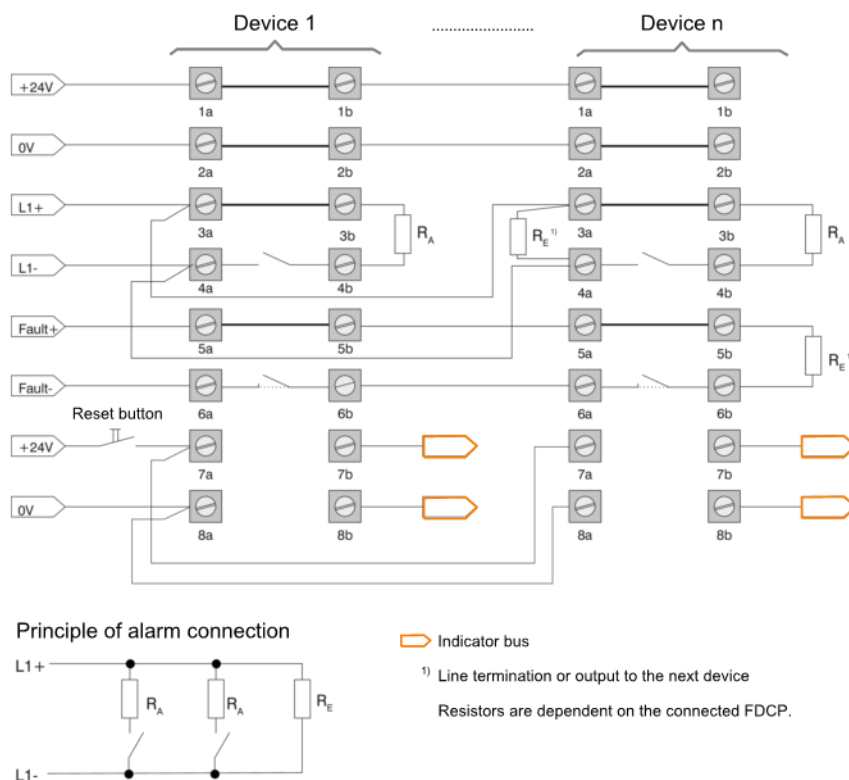 Device 1 .................... Device n
+24V
1a 1b 1a 1b
0V
2a 2b 2a 2b
L1+
3a 3b RA RE 1) 3a 3b RA
L1-
4a 4b 4a 4b
Fault+
5a 5b 5a 5b RE 1
Fault-
6a 6b 6a 6b
Reset button
+24V
7a 7b 7a 7b
0V
8a 8b 8a 8b
Principle of alarm connection
L1+
RA RA RE
L1-
Indicator bus
1) Line termination or output to the next device
Resistors are dependent on the connected FDCP.